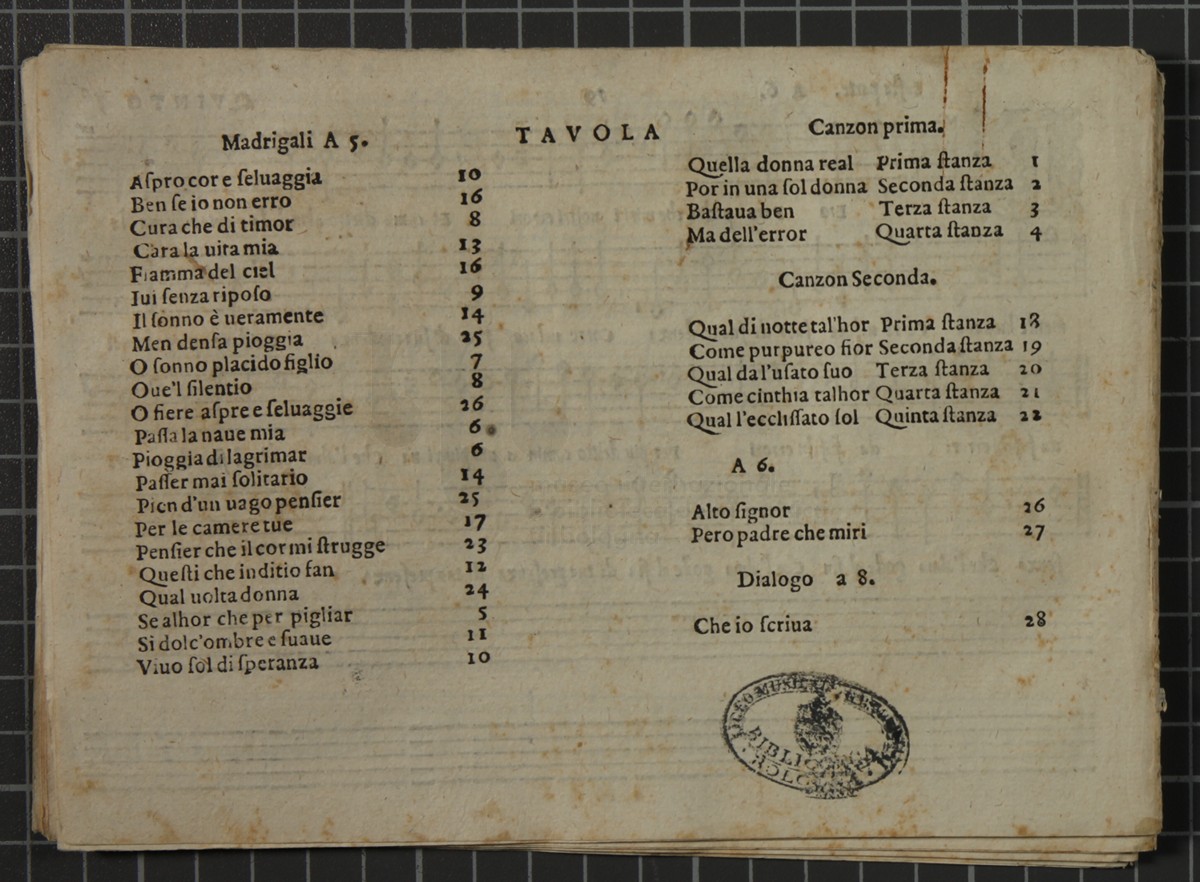 TAVOLA
Madrigali A 5.
Aſpro cor e ſeluaggia 10
Ben ſe io non erro 16
Cura che di timor 8
Cara la uita mia 13
Fiamma del ciel 16
Iui ſenza ripoſo 9
Il ſonno è ueramente 14
Men denſa pioggia 25
O ſonno placido figlio 7
Oue'l ſilentio 8
O fiere aſpre e ſeluaggie 26
Paſſa la naue mia 6
Pioggia di lagrimar 6
Paſſer mai ſolitario 14
Pien d'un uago penſier 25
Per le camere tue 17
Penſier che il cor mi ſtrugge 23
Queſti che inditio fan 12
Qual uolta donna 24
Se alhor che per pigliar 5
Si dolc'ombre e ſuaue 11
Viuo ſol di ſperanza 10
Canzon prima.
Quella donna real Prima ſtanza 1
Por in una ſol donna Seconda ſtanza 2
Baſtaua ben Terza ſtanza 3
Ma dell'error Quarta ſtanza 4
Canzon Seconda.
Qual di notte tal'hor Prima ſtanza 18
Come purpureo fior Seconda ſtanza 19
Qual da l'uſato ſuo Terza ſtanza 20
Come cinthia talhor Quarta ſtanza 21
Qual l'eccliſſato ſol Quinta ſtanza 22
A 6.
Alto ſignor 26
Pero padre che miri 27
Dialogo a 8.
Che io ſcriua 28
LICEO MUSICALE
BIBLIOTECA
BOLOGNA